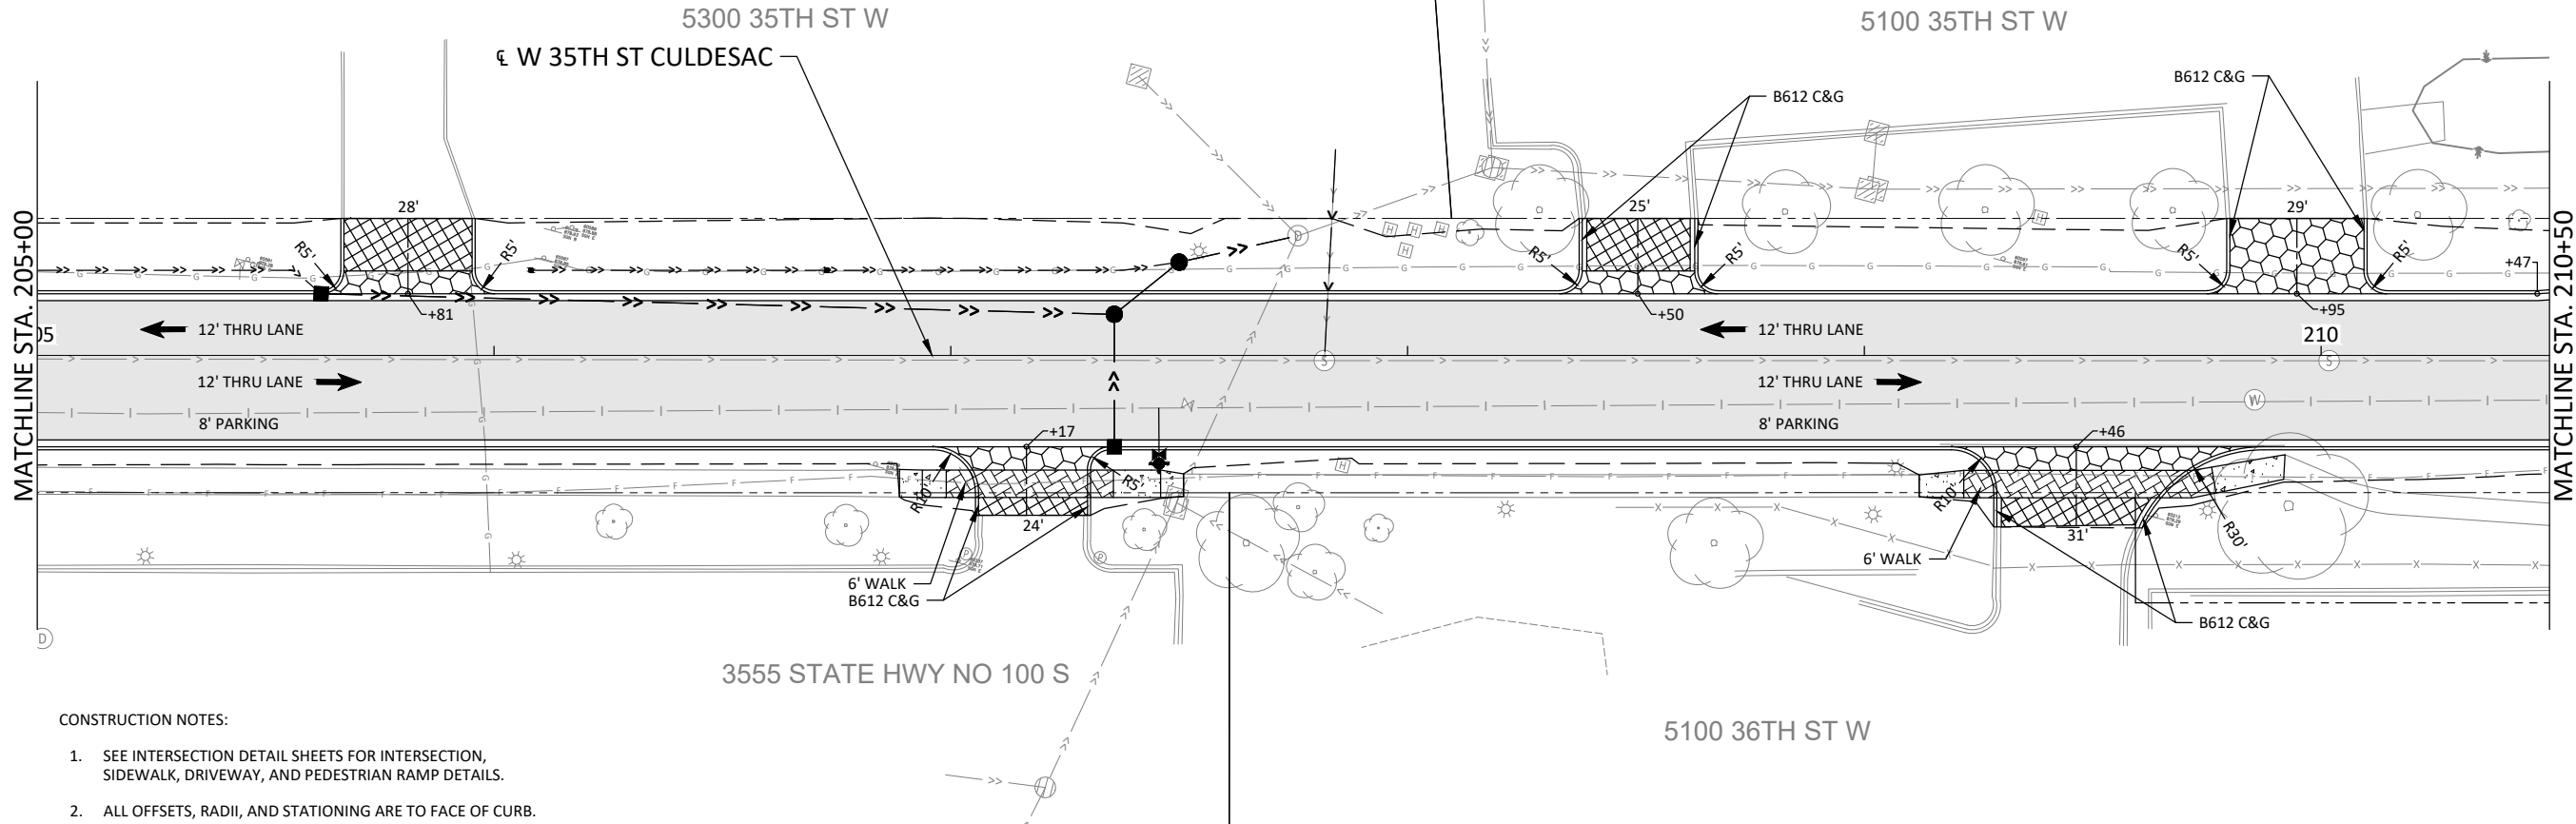 5300 35TH ST W
5100 35TH ST W
℄ W 35TH ST CULDESAC
B612 C&G
B612 C&G
MATCHLINE STA. 205+00
MATCHLINE STA. 210+50
28'
25'
29'
R5'
R5'
R5'
R5'
R5'
R5'
+47
+81
+50
+95
05
12' THRU LANE
12' THRU LANE
210
12' THRU LANE
12' THRU LANE
8' PARKING
8' PARKING
+17
+46
R10'
R5'
24'
R10'
31'
R30'
6' WALK
B612 C&G
6' WALK
B612 C&G
3555 STATE HWY NO 100 S
5100 36TH ST W
CONSTRUCTION NOTES:
1. SEE INTERSECTION DETAIL SHEETS FOR INTERSECTION,
SIDEWALK, DRIVEWAY, AND PEDESTRIAN RAMP DETAILS.
2. ALL OFFSETS, RADII, AND STATIONING ARE TO FACE OF CURB.